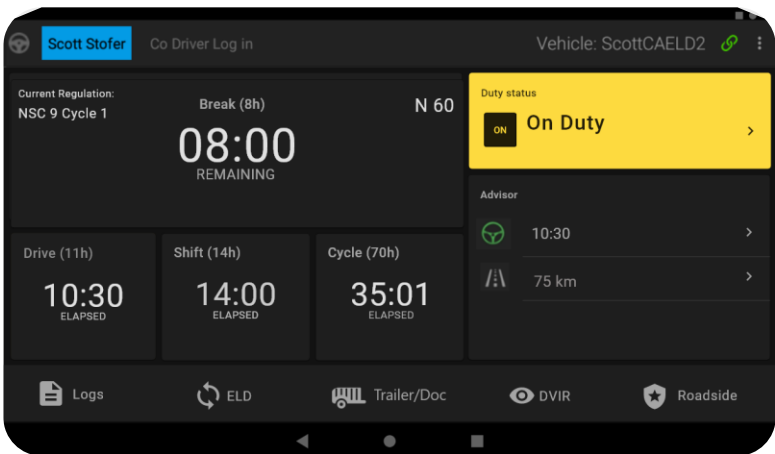 Scott Stofer
Co Driver Log in
Vehicle: ScottCAELD2
Current Regulation:
NSC 9 Cycle 1
Break (8h)
N 60
08:00
REMAINING
Duty status
ON
On Duty
Advisor
10:30
75 km
Drive (11h)
10:30
ELAPSED
Shift (14h)
14:00
ELAPSED
Cycle (70h)
35:01
ELAPSED
Logs
ELD
Trailer/Doc
DVIR
Roadside